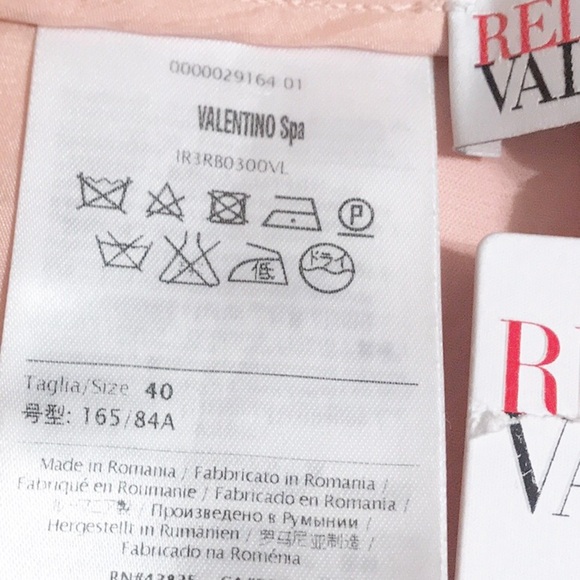 0000029164 01
VALENTINO Spa
IR3RB0300VL
P
低 ドライ
Taglia/Size 40
号型: 165/84A
Made in Romania / Fabbricato in Romania /
Fabriqué en Roumanie / Fabricado en Romania /
ルーマニア製 / Произведено в Румынии /
Hergestellt in Rumänien / 罗马尼亚制造 /
Fabricado na Roménia
RED
VAL
R
VA